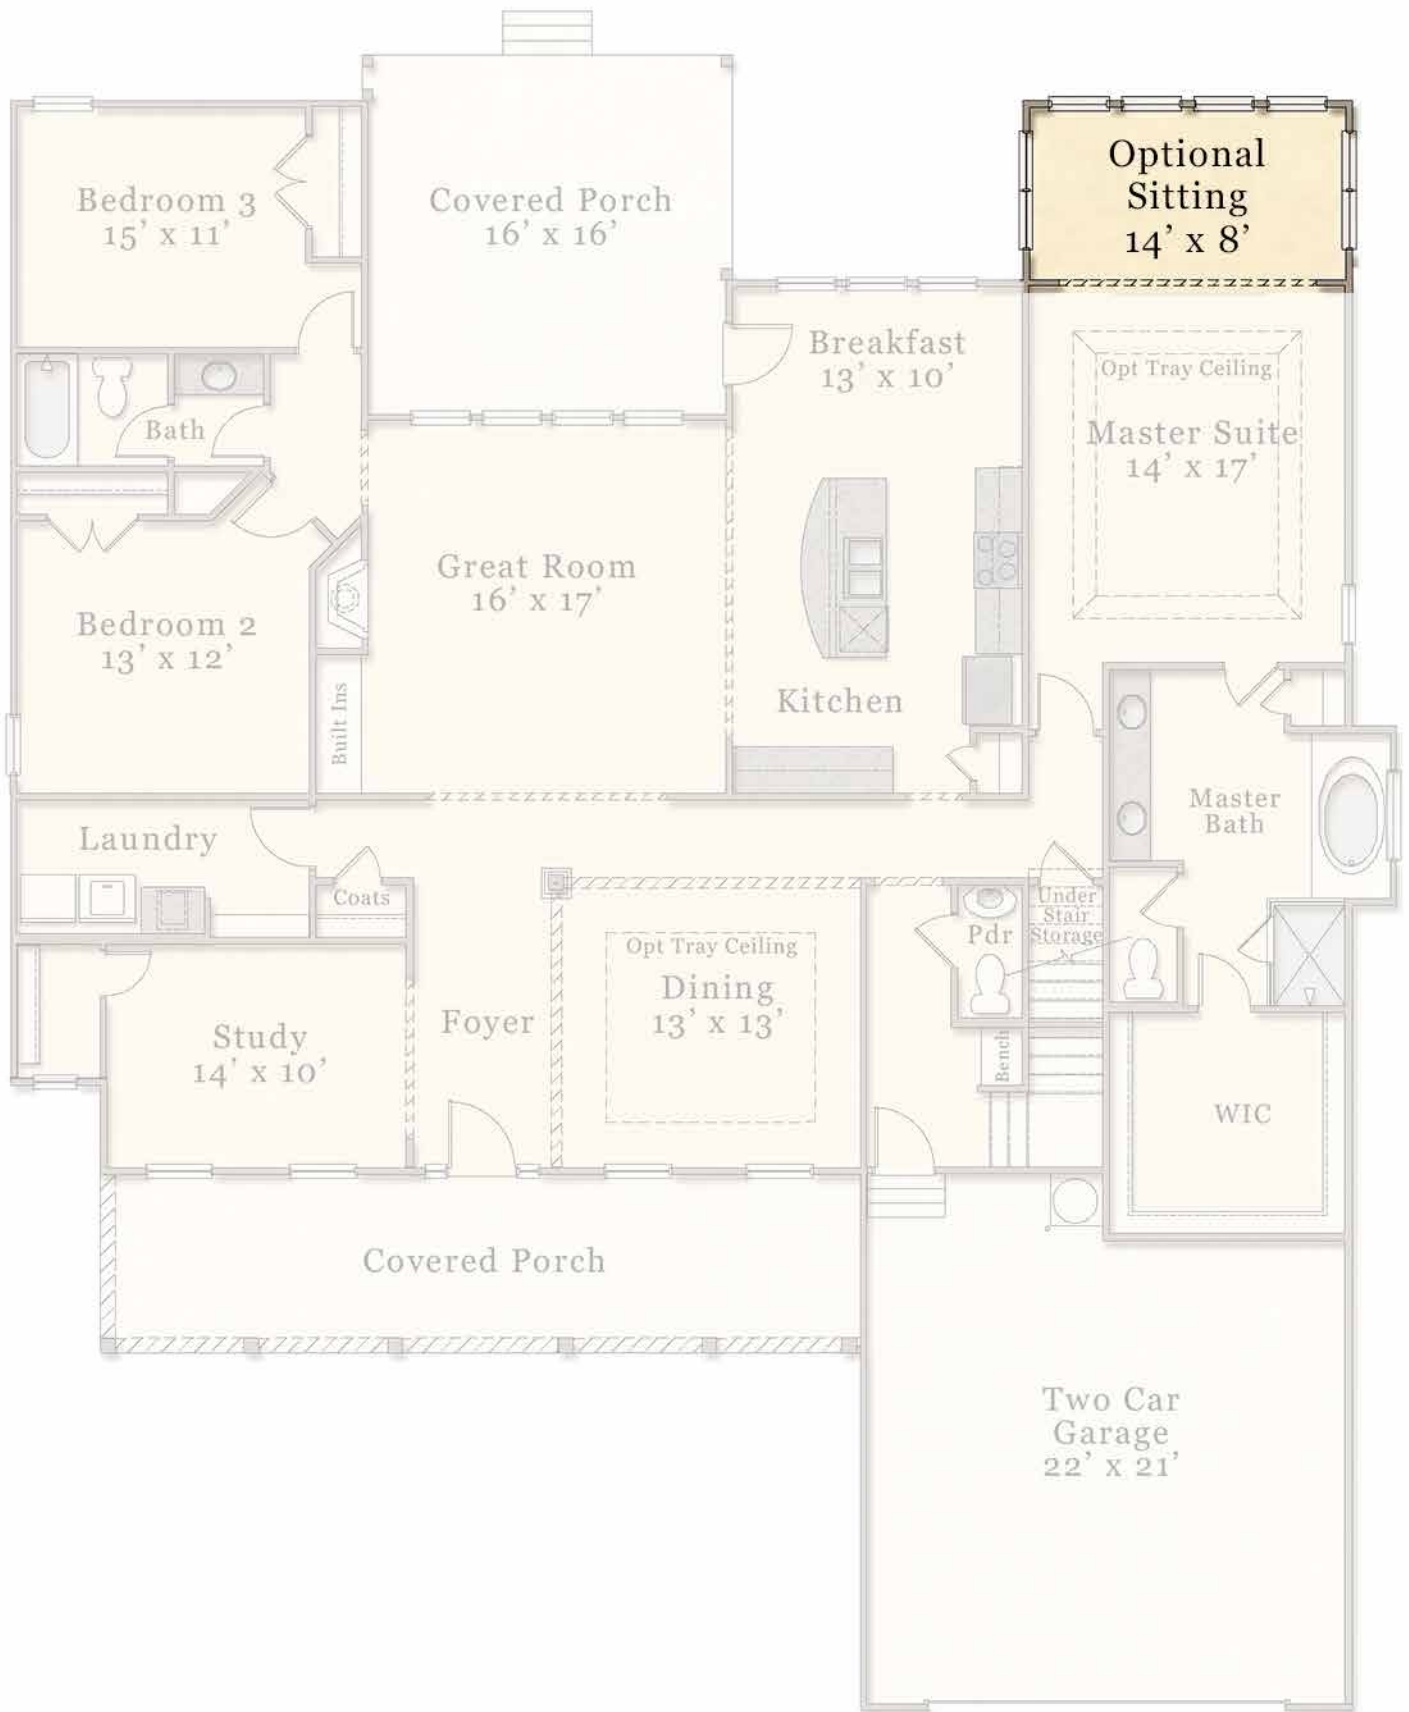 Optional
Sitting
14' x 8'
Bedroom 3
15' x 11'
Covered Porch
16' x 16'
Breakfast
13' x 10'
Opt Tray Ceiling
Master Suite
14' x 17'
Bath
Great Room
16' x 17'
Bedroom 2
13' x 12'
Built Ins
Kitchen
Master
Bath
Laundry
Coats
Under
Stair
Storage
Pdr
Opt Tray Ceiling
Dining
13' x 13'
Foyer
Study
14' x 10'
Bench
WIC
Covered Porch
Two Car
Garage
22' x 21'